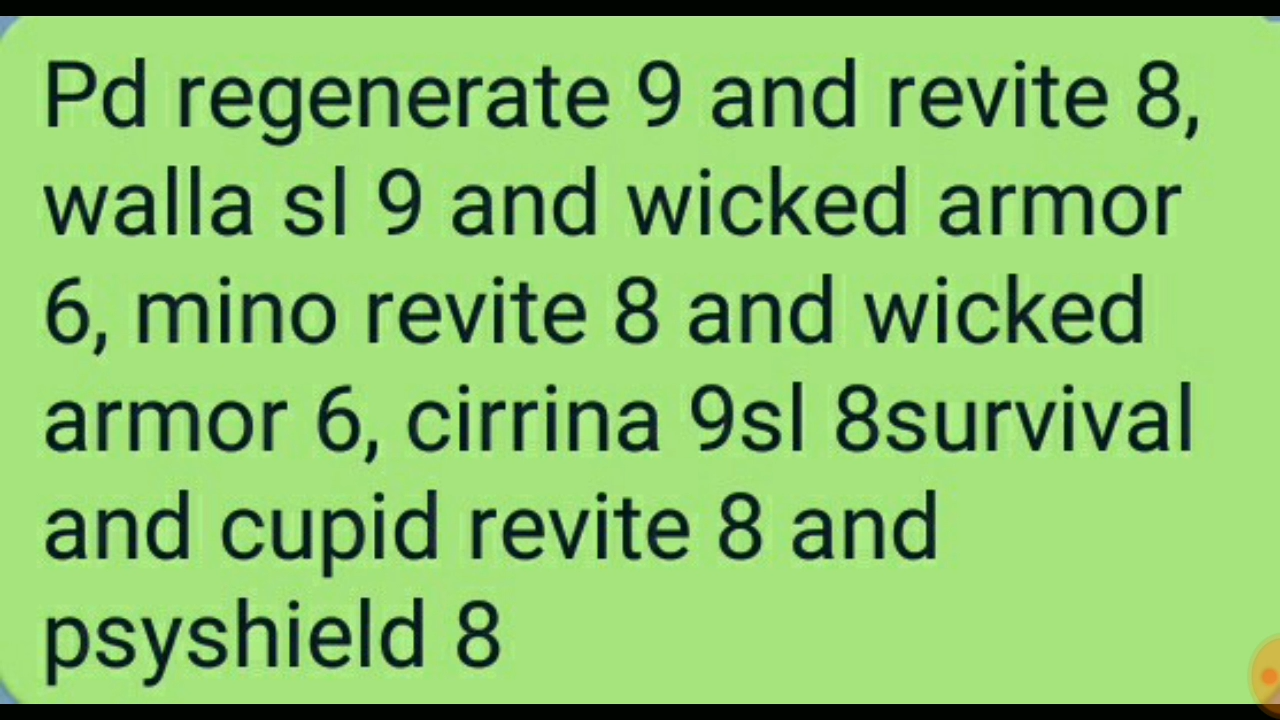 Pd regenerate 9 and revite 8,
walla sl 9 and wicked armor
6, mino revite 8 and wicked
armor 6, cirrina 9sl 8survival
and cupid revite 8 and
psyshield 8